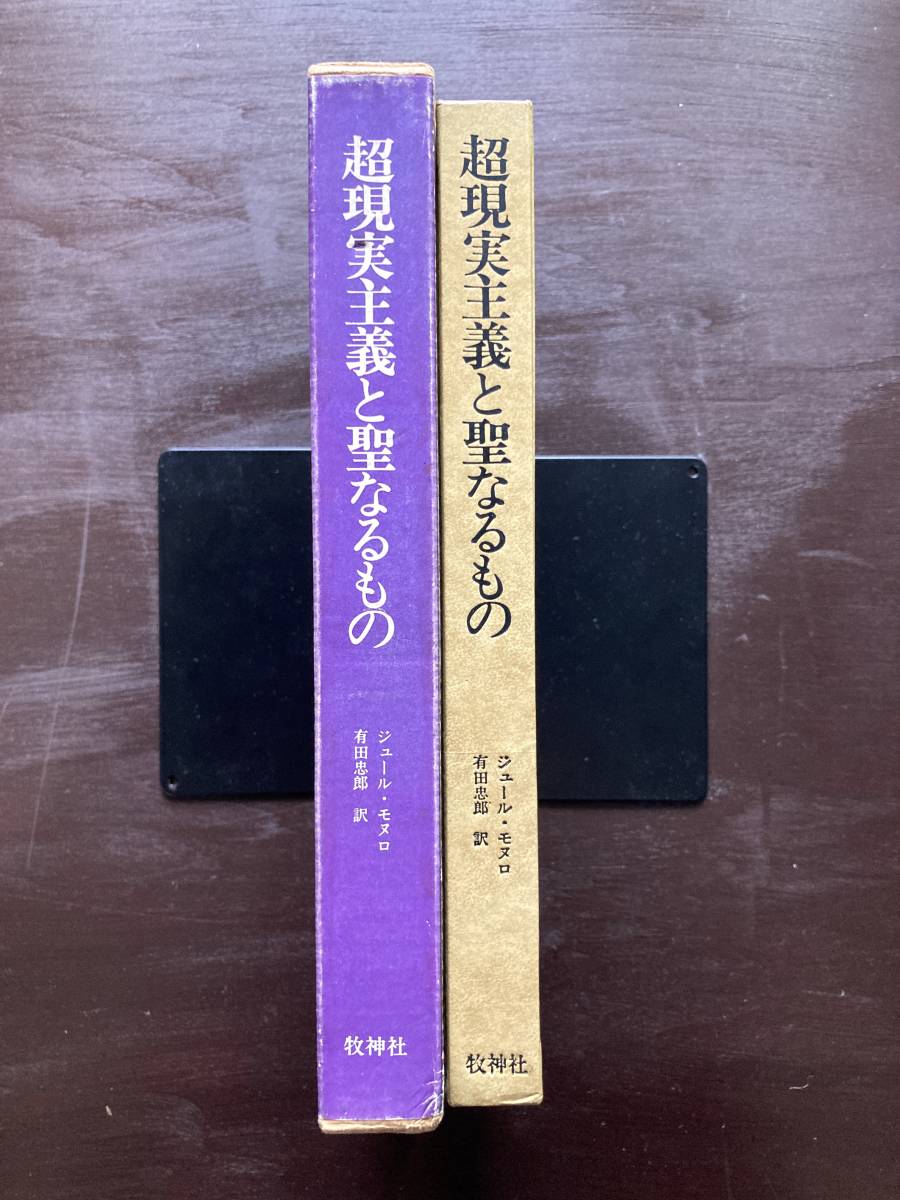 超現実主義と聖なるもの
ジュール・モヌロ
有田忠郎 訳
牧神社
超現実主義と聖なるもの
ジュール・モヌロ
有田忠郎 訳
牧神社